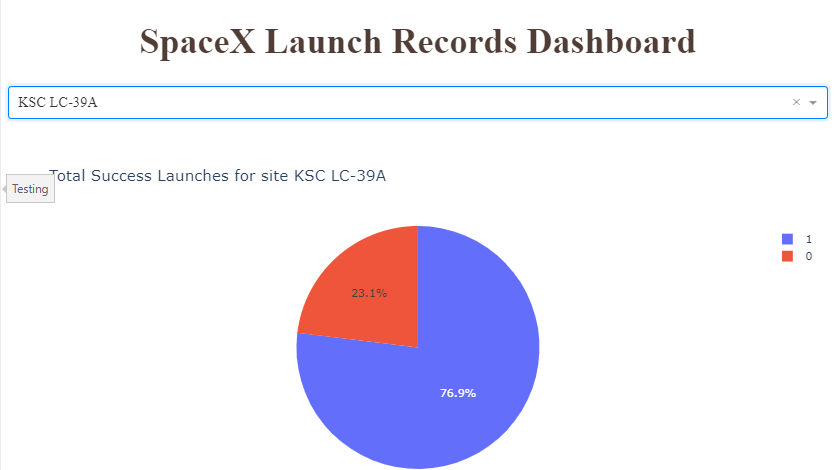 SpaceX Launch Records Dashboard
KSC LC-39A
Total Success Launches for site KSC LC-39A
Testing
1
0
23.1%
76.9%